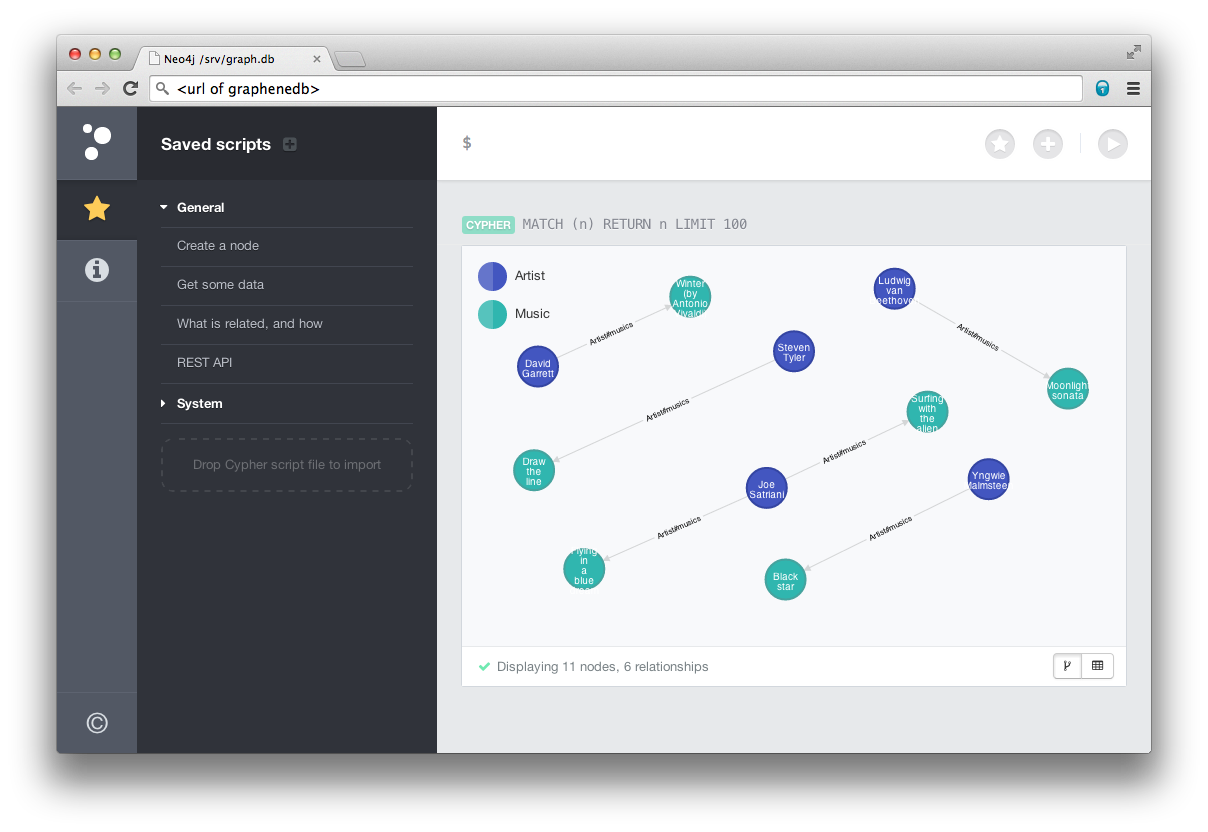 Neo4j /srv/graph.db
<url of graphenedb>
Saved scripts
General
Create a node
Get some data
What is related, and how
REST API
System
Drop Cypher script file to import
$
CYPHER MATCH (n) RETURN n LIMIT 100
Artist
Music
Winter
(by
Antonio
Vivaldi
Ludwig
van
eethove
Artist#musics
Artist#musics
David
Garrett
Steven
Tyler
Moonlight
sonata
Artist#musics
Surfing
with
the
alien
Artist#musics
Draw
the
line
Joe
Satriani
Yngwie
Malmstee
Artist#musics
Artist#musics
Flying
in
a
blue
Black
star
Displaying 11 nodes, 6 relationships
©